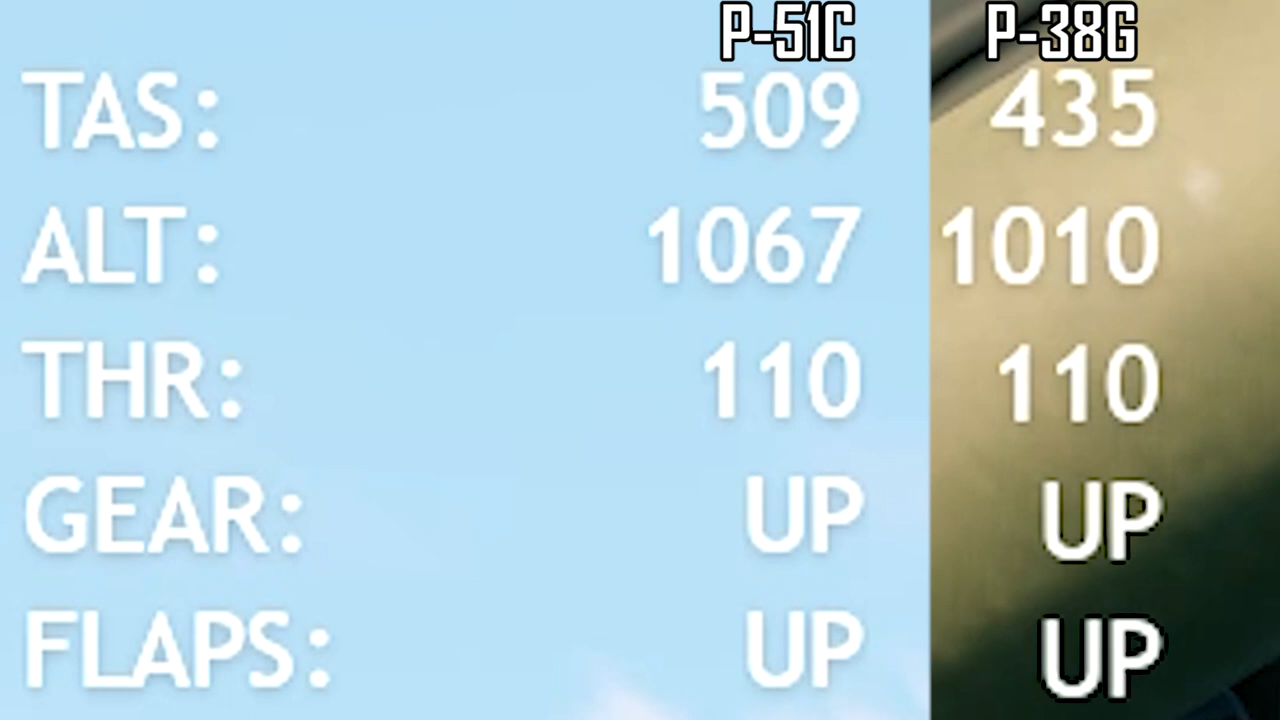 P-51C P-38G
TAS: 509 435
ALT: 1067 1010
THR: 110 110
GEAR: UP UP
FLAPS: UP UP